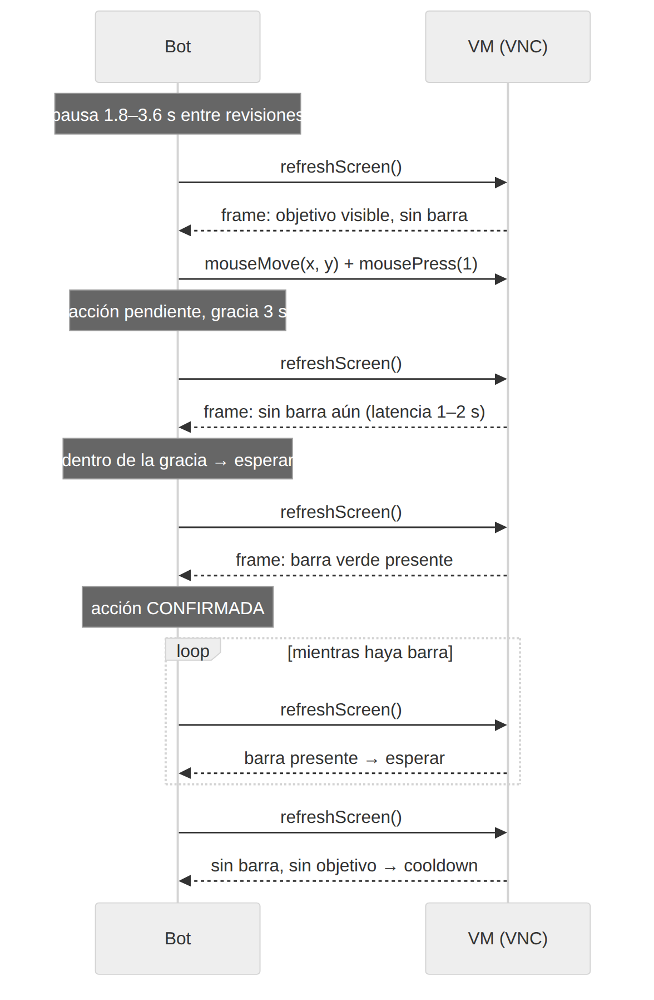 Bot
VM (VNC)
pausa 1.8–3.6 s entre revisiones
refreshScreen()
frame: objetivo visible, sin barra
mouseMove(x, y) + mousePress(1)
acción pendiente, gracia 3 s
refreshScreen()
frame: sin barra aún (latencia 1–2 s)
dentro de la gracia → esperar
refreshScreen()
frame: barra verde presente
acción CONFIRMADA
loop
[mientras haya barra]
refreshScreen()
barra presente → esperar
refreshScreen()
sin barra, sin objetivo → cooldown
Bot
VM (VNC)